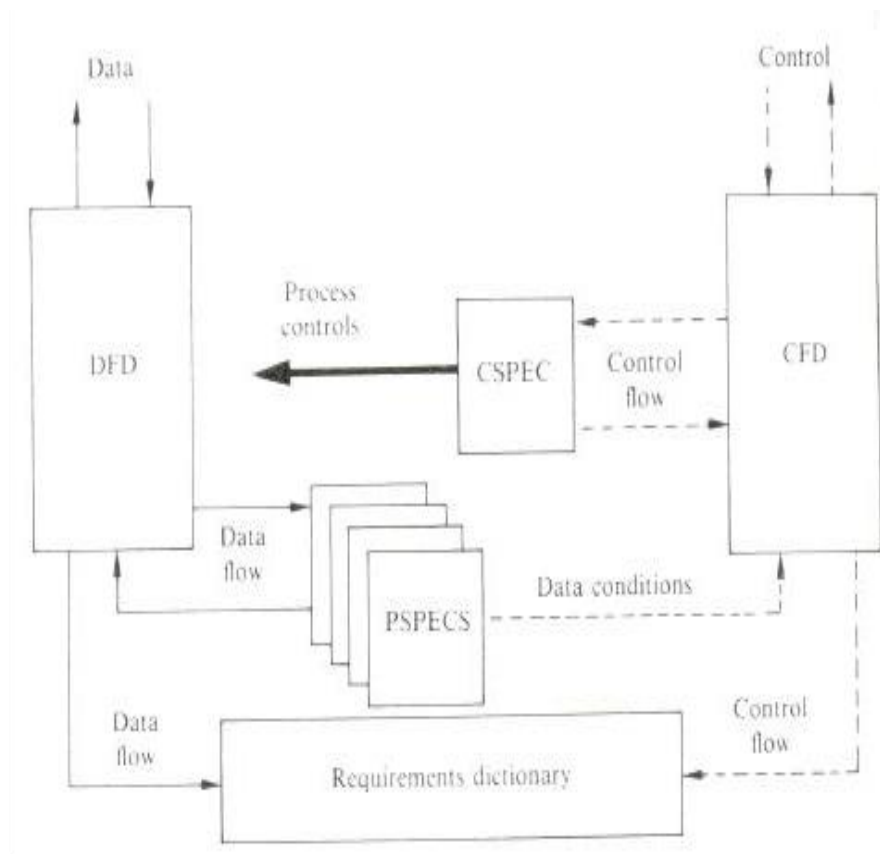 Data
Control
Process
controls
DFD
CSPEC
Control
flow
CFD
Data
flow
PSPECS
Data conditions
Data
flow
Control
flow
Requirements dictionary